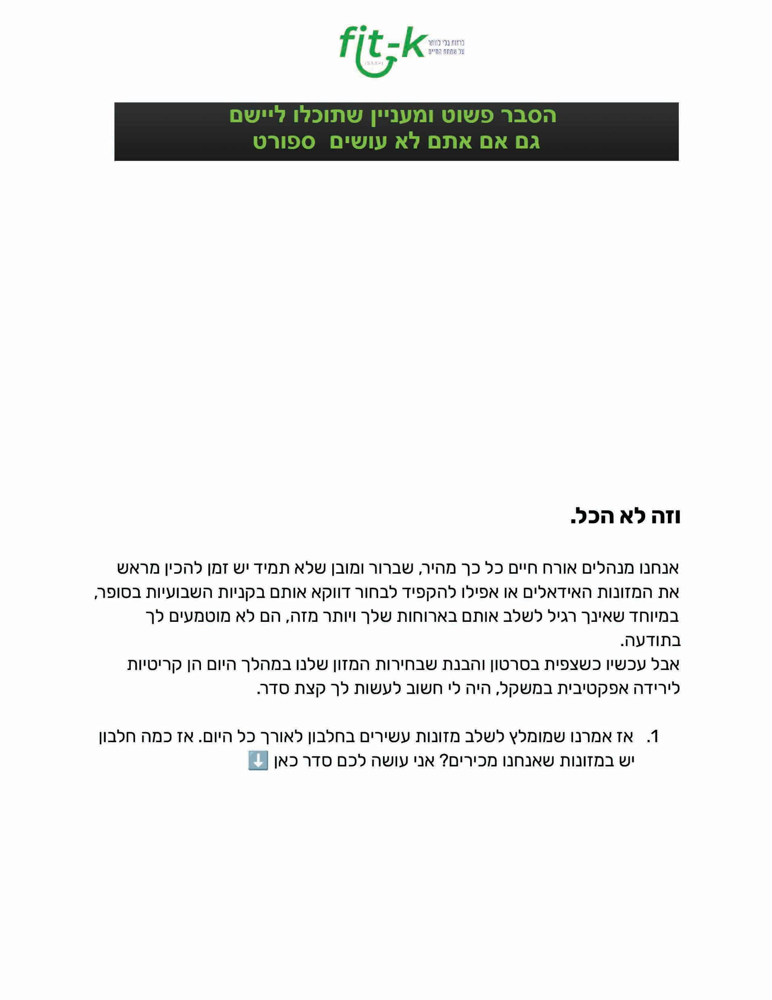 fit-k
ISRAEL
לרזות בלי לוותר
על שמחת החיים
הסבר פשוט ומעניין שתוכלו ליישם
גם אם אתם לא עושים  ספורט
וזה לא הכל.
אנחנו מנהלים אורח חיים כל כך מהיר, שברור ומובן שלא תמיד יש זמן להכין מראש
את המזונות האידאלים או אפילו להקפיד לבחור דווקא אותם בקניות השבועיות בסופר,
במיוחד שאינך רגיל לשלב אותם בארוחות שלך ויותר מזה, הם לא מוטמעים לך
בתודעה.
אבל עכשיו כשצפית בסרטון והבנת שבחירות המזון שלנו במהלך היום הן קריטיות
לירידה אפקטיבית במשקל, היה לי חשוב לעשות לך קצת סדר.
1. אז אמרנו שמומלץ לשלב מזונות עשירים בחלבון לאורך כל היום. אז כמה חלבון
יש במזונות שאנחנו מכירים? אני עושה לכם סדר כאן ⬇️